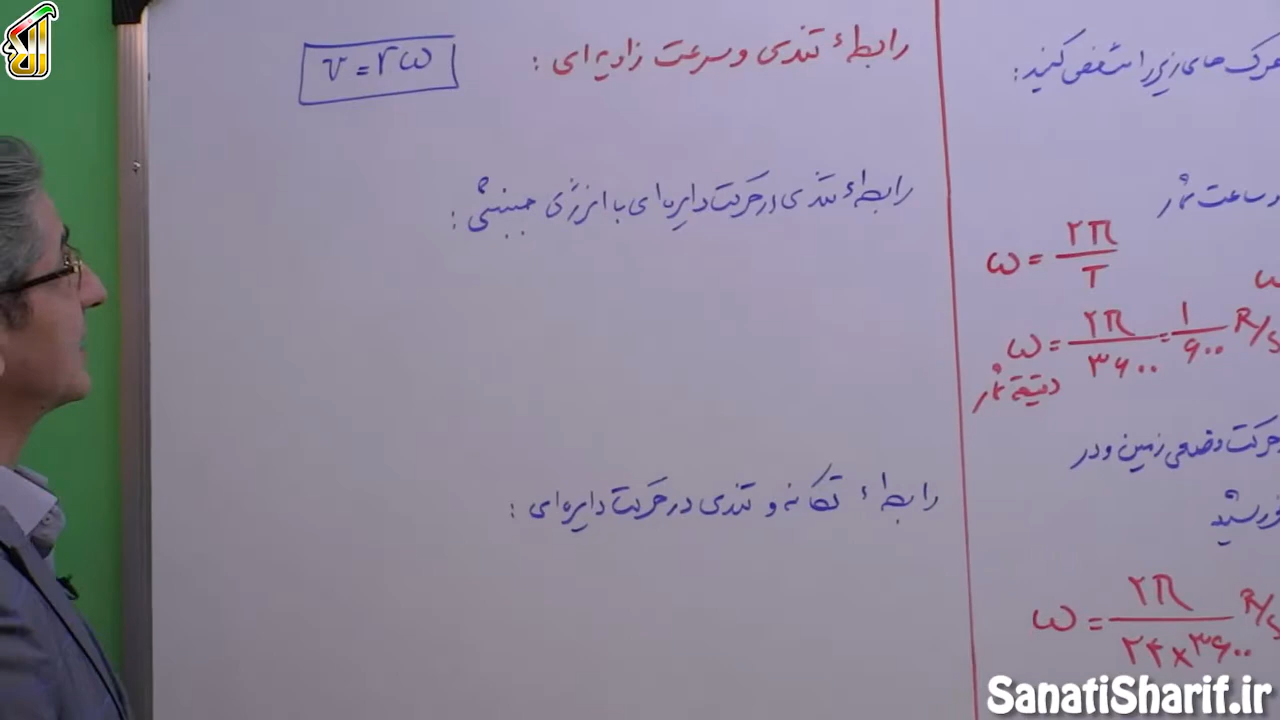 رابطهٔ تندی و سرعت زاویه‌ای : v = rω
رابطهٔ تندی در حرکت دایره‌ای با انرژی جنبشی :
رابطهٔ تکانه و تندی در حرکت دایره‌ای :
های زیر را مشخص کنید :
ساعت شمار
ω = ۲π / T
ω = ۲π / ۳۶۰۰ = ۱ / ۶۰۰ R/s
دقیقه شمار
حرکت وضعی زمین و در
خورشید
ω = ۲π / ۲۴×۳۶۰۰ R/s
SanatiSharif.ir